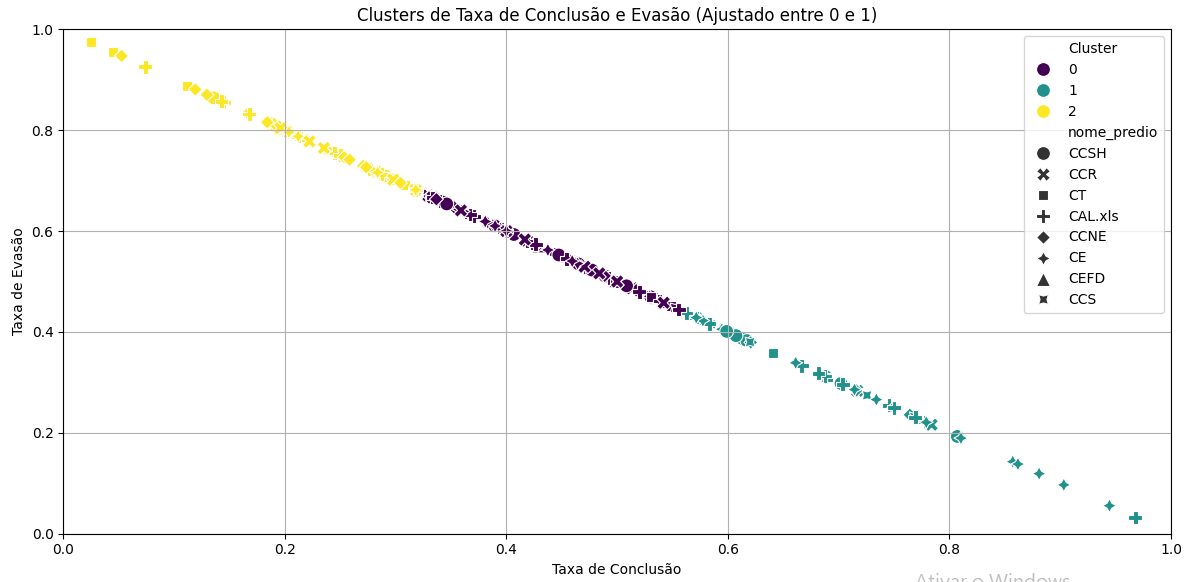 Clusters de Taxa de Conclusão e Evasão (Ajustado entre 0 e 1)
1.0
0.8
0.6
0.4
0.2
0.0
Taxa de Evasão
0.0 0.2 0.4 0.6 0.8 1.0
Taxa de Conclusão
Cluster
0
1
2
nome_predio
CCSH
CCR
CT
CAL.xls
CCNE
CE
CEFD
CCS
Ativar o Windows